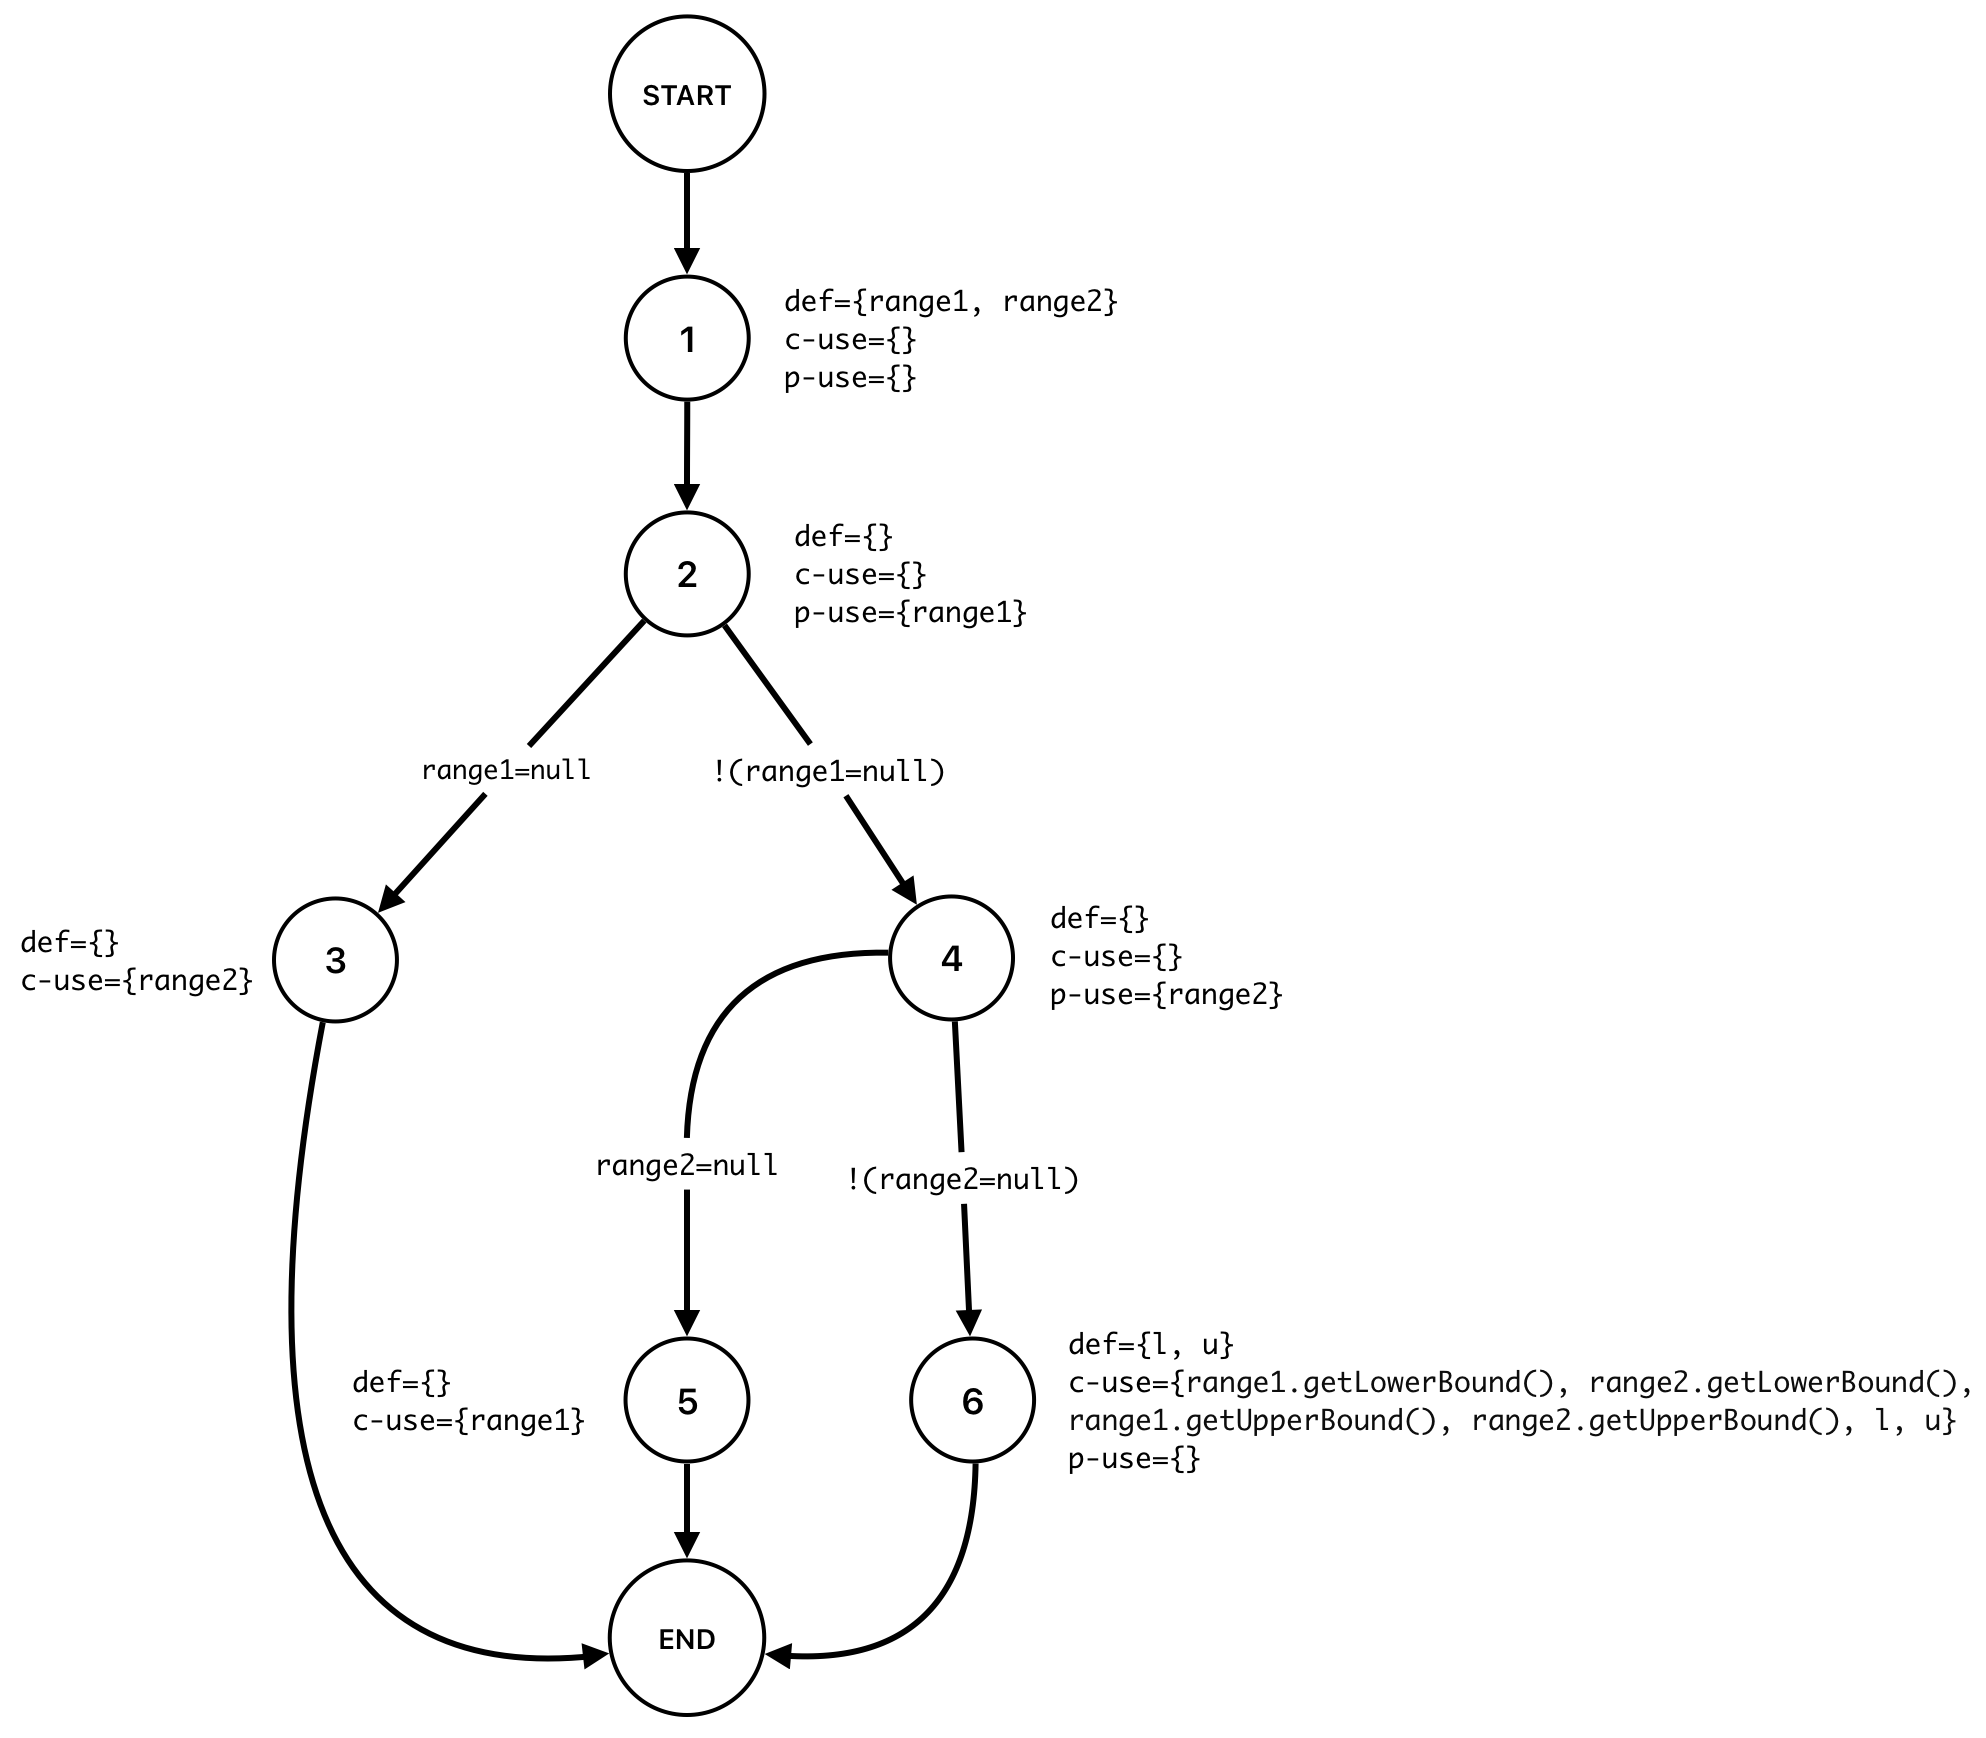 START
1
def={range1, range2}
c-use={}
p-use={}
2
def={}
c-use={}
p-use={range1}
range1=null
!(range1=null)
def={}
c-use={range2}
3
4
def={}
c-use={}
p-use={range2}
range2=null
!(range2=null)
def={}
c-use={range1}
5
6
def={l, u}
c-use={range1.getLowerBound(), range2.getLowerBound(),
range1.getUpperBound(), range2.getUpperBound(), l, u}
p-use={}
END